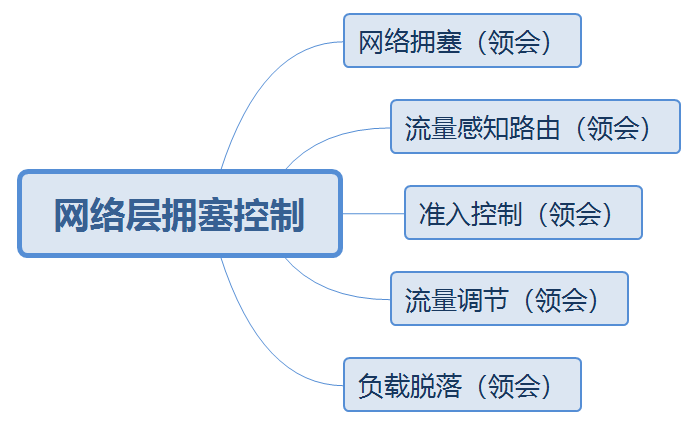 网络拥塞（领会）
流量感知路由（领会）
网络层拥塞控制
准入控制（领会）
流量调节（领会）
负载脱落（领会）